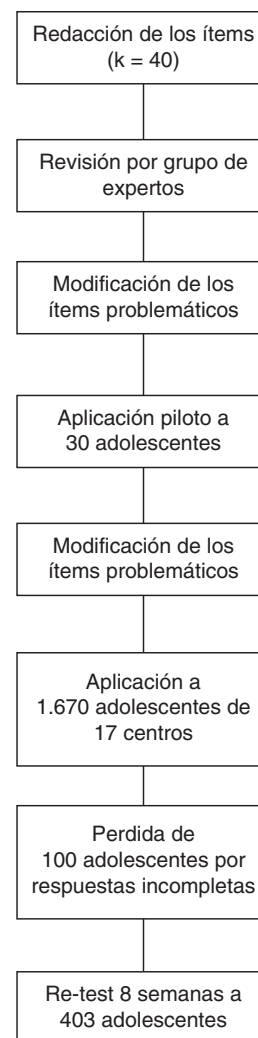 Redacción de los ítems
(k = 40)
Revisión por grupo de
expertos
Modificación de los
ítems problemáticos
Aplicación piloto a
30 adolescentes
Modificación de los
ítems problemáticos
Aplicación a
1.670 adolescentes de
17 centros
Perdida de
100 adolescentes por
respuestas incompletas
Re-test 8 semanas a
403 adolescentes